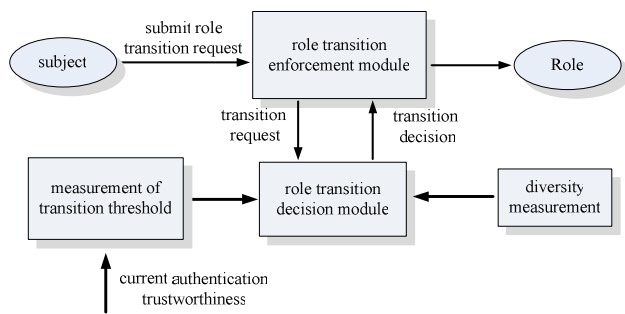 submit role
transition request
subject
role transition
enforcement module
Role
transition
request
transition
decision
measurement of
transition threshold
role transition
decision module
diversity
measurement
current authentication
trustworthiness